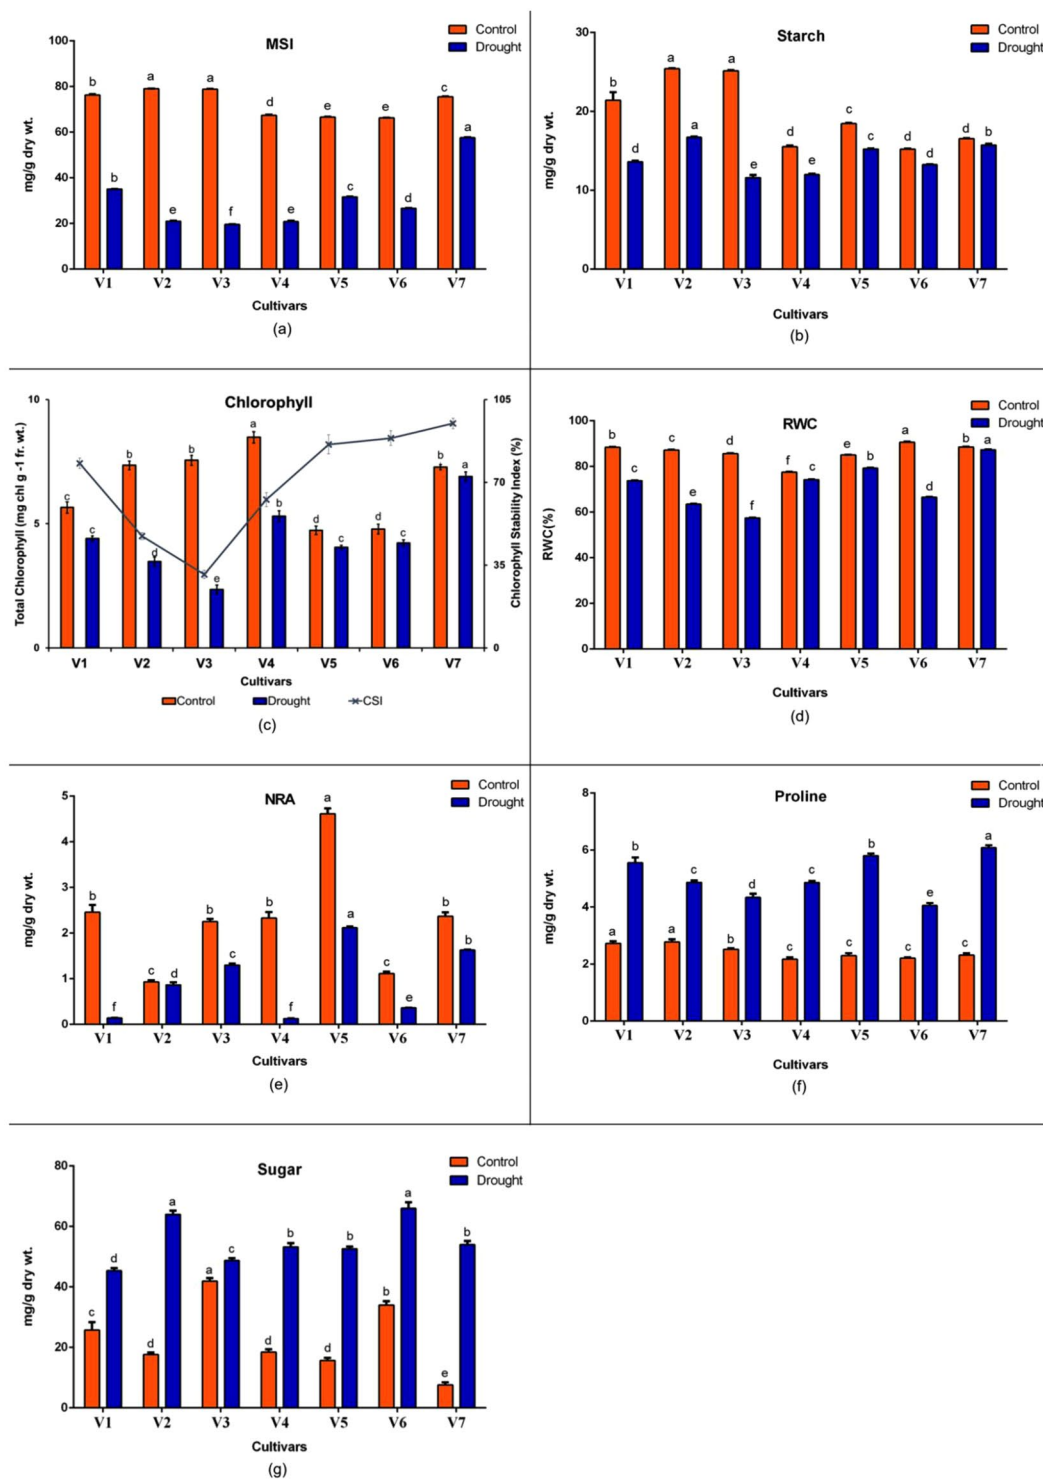 MSI
Control
Drought
mg/g dry wt.
100
80
60
40
20
0
b a a d e e c
b e f e c d a
V1 V2 V3 V4 V5 V6 V7
Cultivars
(a)
Starch
Control
Drought
mg/g dry wt.
30
20
10
0
b a a d c d d
d a e e c d b
V1 V2 V3 V4 V5 V6 V7
Cultivars
(b)
Chlorophyll
Total Chlorophyll (mg chl g -1 fr. wt.)
10
5
0
Chlorophyll Stability Index (%)
105
70
35
0
c b b a d d b
c d e b c c a
V1 V2 V3 V4 V5 V6 V7
Cultivars
Control Drought CSI
(c)
RWC
Control
Drought
RWC(%)
100
80
60
40
20
0
b c d f e a b
c e f c b d a
V1 V2 V3 V4 V5 V6 V7
Cultivars
(d)
NRA
Control
Drought
mg/g dry wt.
5
4
3
2
1
0
b c b b a c b
f d c f a e b
V1 V2 V3 V4 V5 V6 V7
Cultivars
(e)
Proline
Control
Drought
mg/g dry wt.
8
6
4
2
0
a a b c c c c
b c d c b e a
V1 V2 V3 V4 V5 V6 V7
Cultivars
(f)
Sugar
Control
Drought
mg/g dry wt.
80
60
40
20
0
c d a d d b e
d a c b b a b
V1 V2 V3 V4 V5 V6 V7
Cultivars
(g)